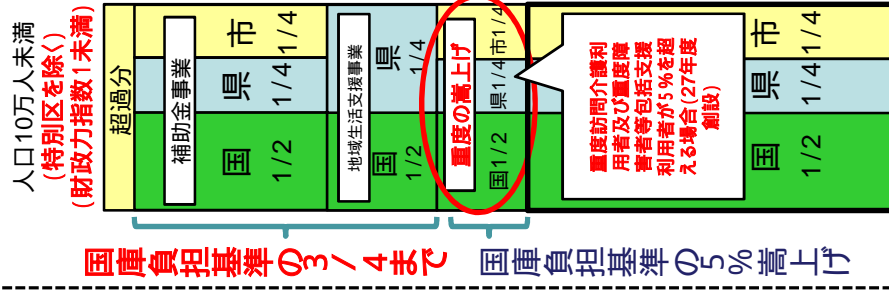 人口10万人未満
(特別区を除く)
(財政力指数1未満)
超過分
補助金事業
国
1/2
県
1/4
市
1/4
地域生活支援事業
国
1/2
県
1/4
重度の嵩上げ
国1/2
県1/4
市1/4
重度訪問介護利
用者及び重度障
害者等包括支援
利用者が5%を超
える場合(27年度
創設)
国
1/2
県
1/4
市
1/4
国庫負担基準の3/4まで
国庫負担基準の5%嵩上げ